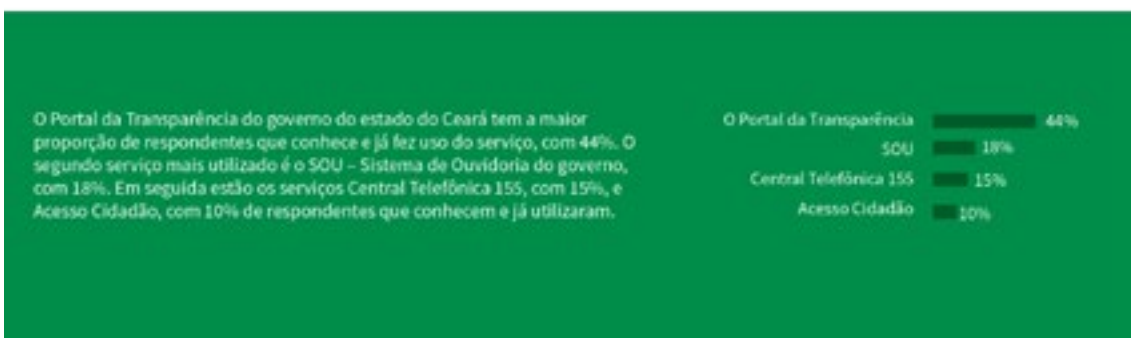 O Portal da Transparência do governo do estado do Ceará tem a maior
proporção de respondentes que conhece e já fez uso do serviço, com 44%. O
segundo serviço mais utilizado é o SOU – Sistema de Ouvidoria do governo,
com 18%. Em seguida estão os serviços Central Telefônica 155, com 15%, e
Acesso Cidadão, com 10% de respondentes que conhecem e já utilizaram.
O Portal da Transparência 44%
SOU 18%
Central Telefônica 155 15%
Acesso Cidadão 10%